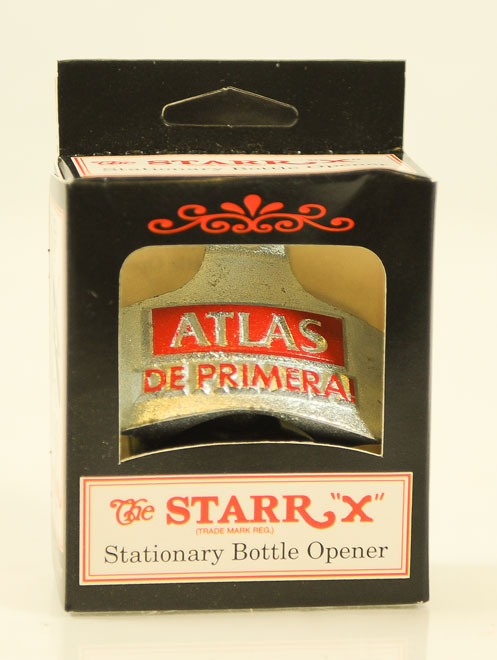 The STARR "X"
Stationary Bottle Opener
ATLAS
DE PRIMERA!
The STARR "X"
(TRADE MARK REG.)
Stationary Bottle Opener